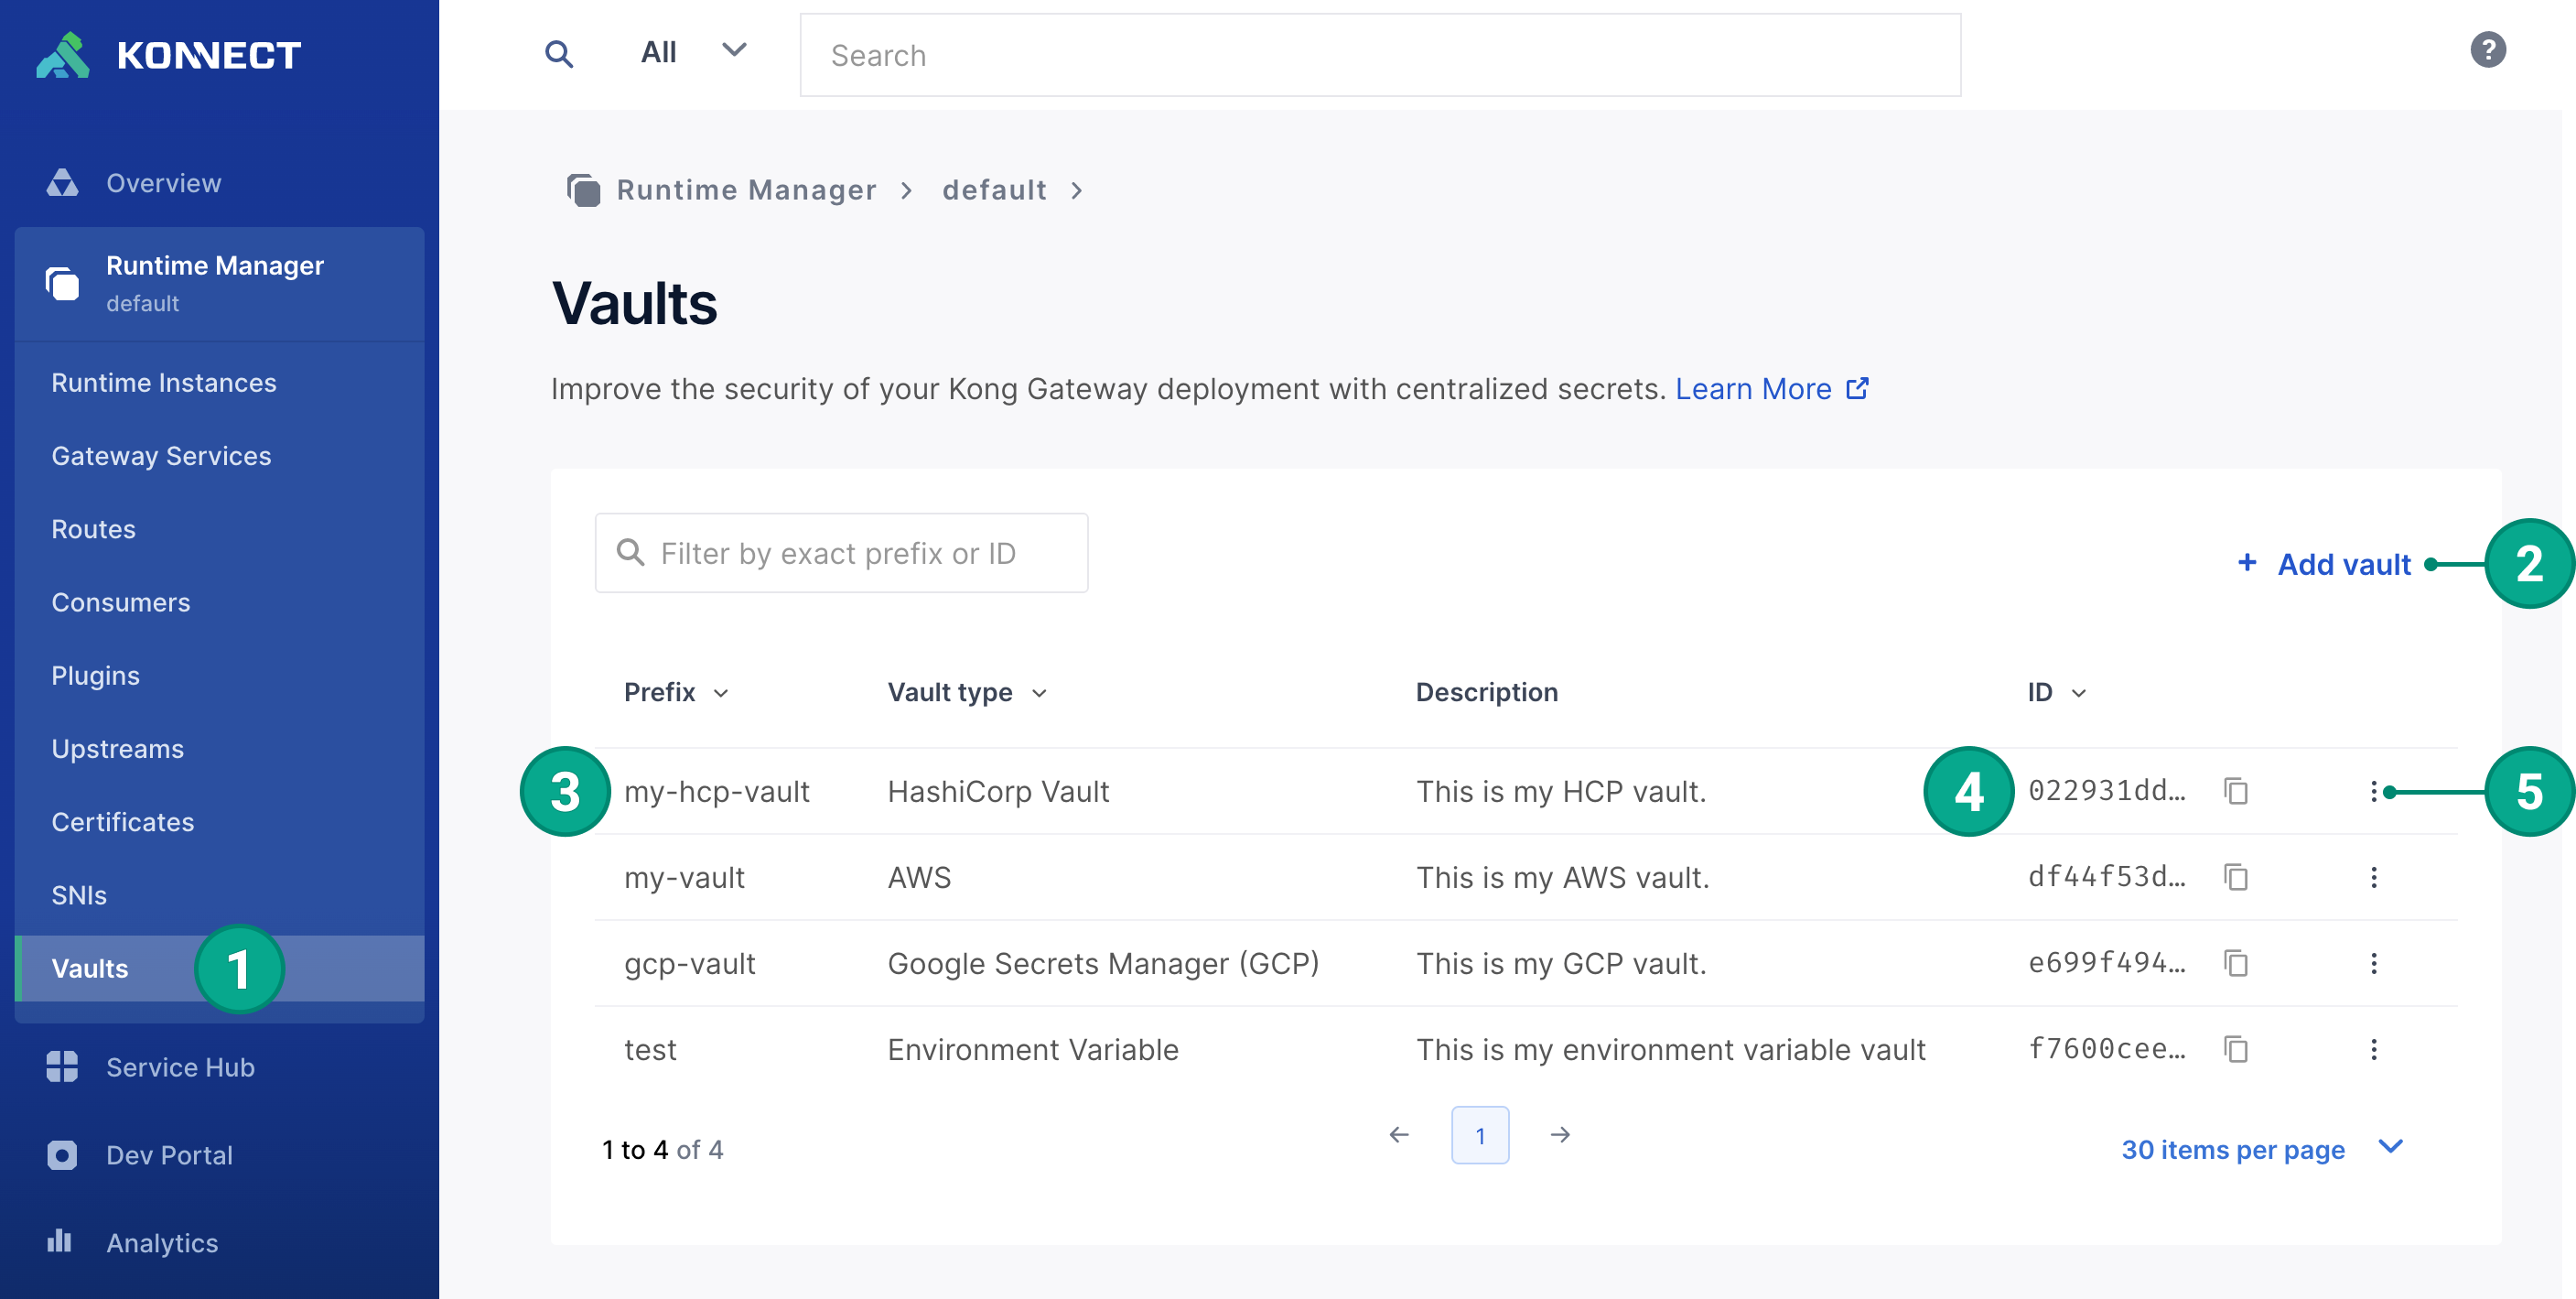 KONNECT
All
Search
?
Overview
Runtime Manager
default
Runtime Instances
Gateway Services
Routes
Consumers
Plugins
Upstreams
Certificates
SNIs
Vaults 1
Service Hub
Dev Portal
Analytics
Runtime Manager > default >
Vaults
Improve the security of your Kong Gateway deployment with centralized secrets. Learn More
Filter by exact prefix or ID
+ Add vault 2
Prefix Vault type Description ID
3 my-hcp-vault HashiCorp Vault This is my HCP vault. 4 022931dd… 5
my-vault AWS This is my AWS vault. df44f53d…
gcp-vault Google Secrets Manager (GCP) This is my GCP vault. e699f494…
test Environment Variable This is my environment variable vault f7600cee…
1 to 4 of 4 ← 1 → 30 items per page